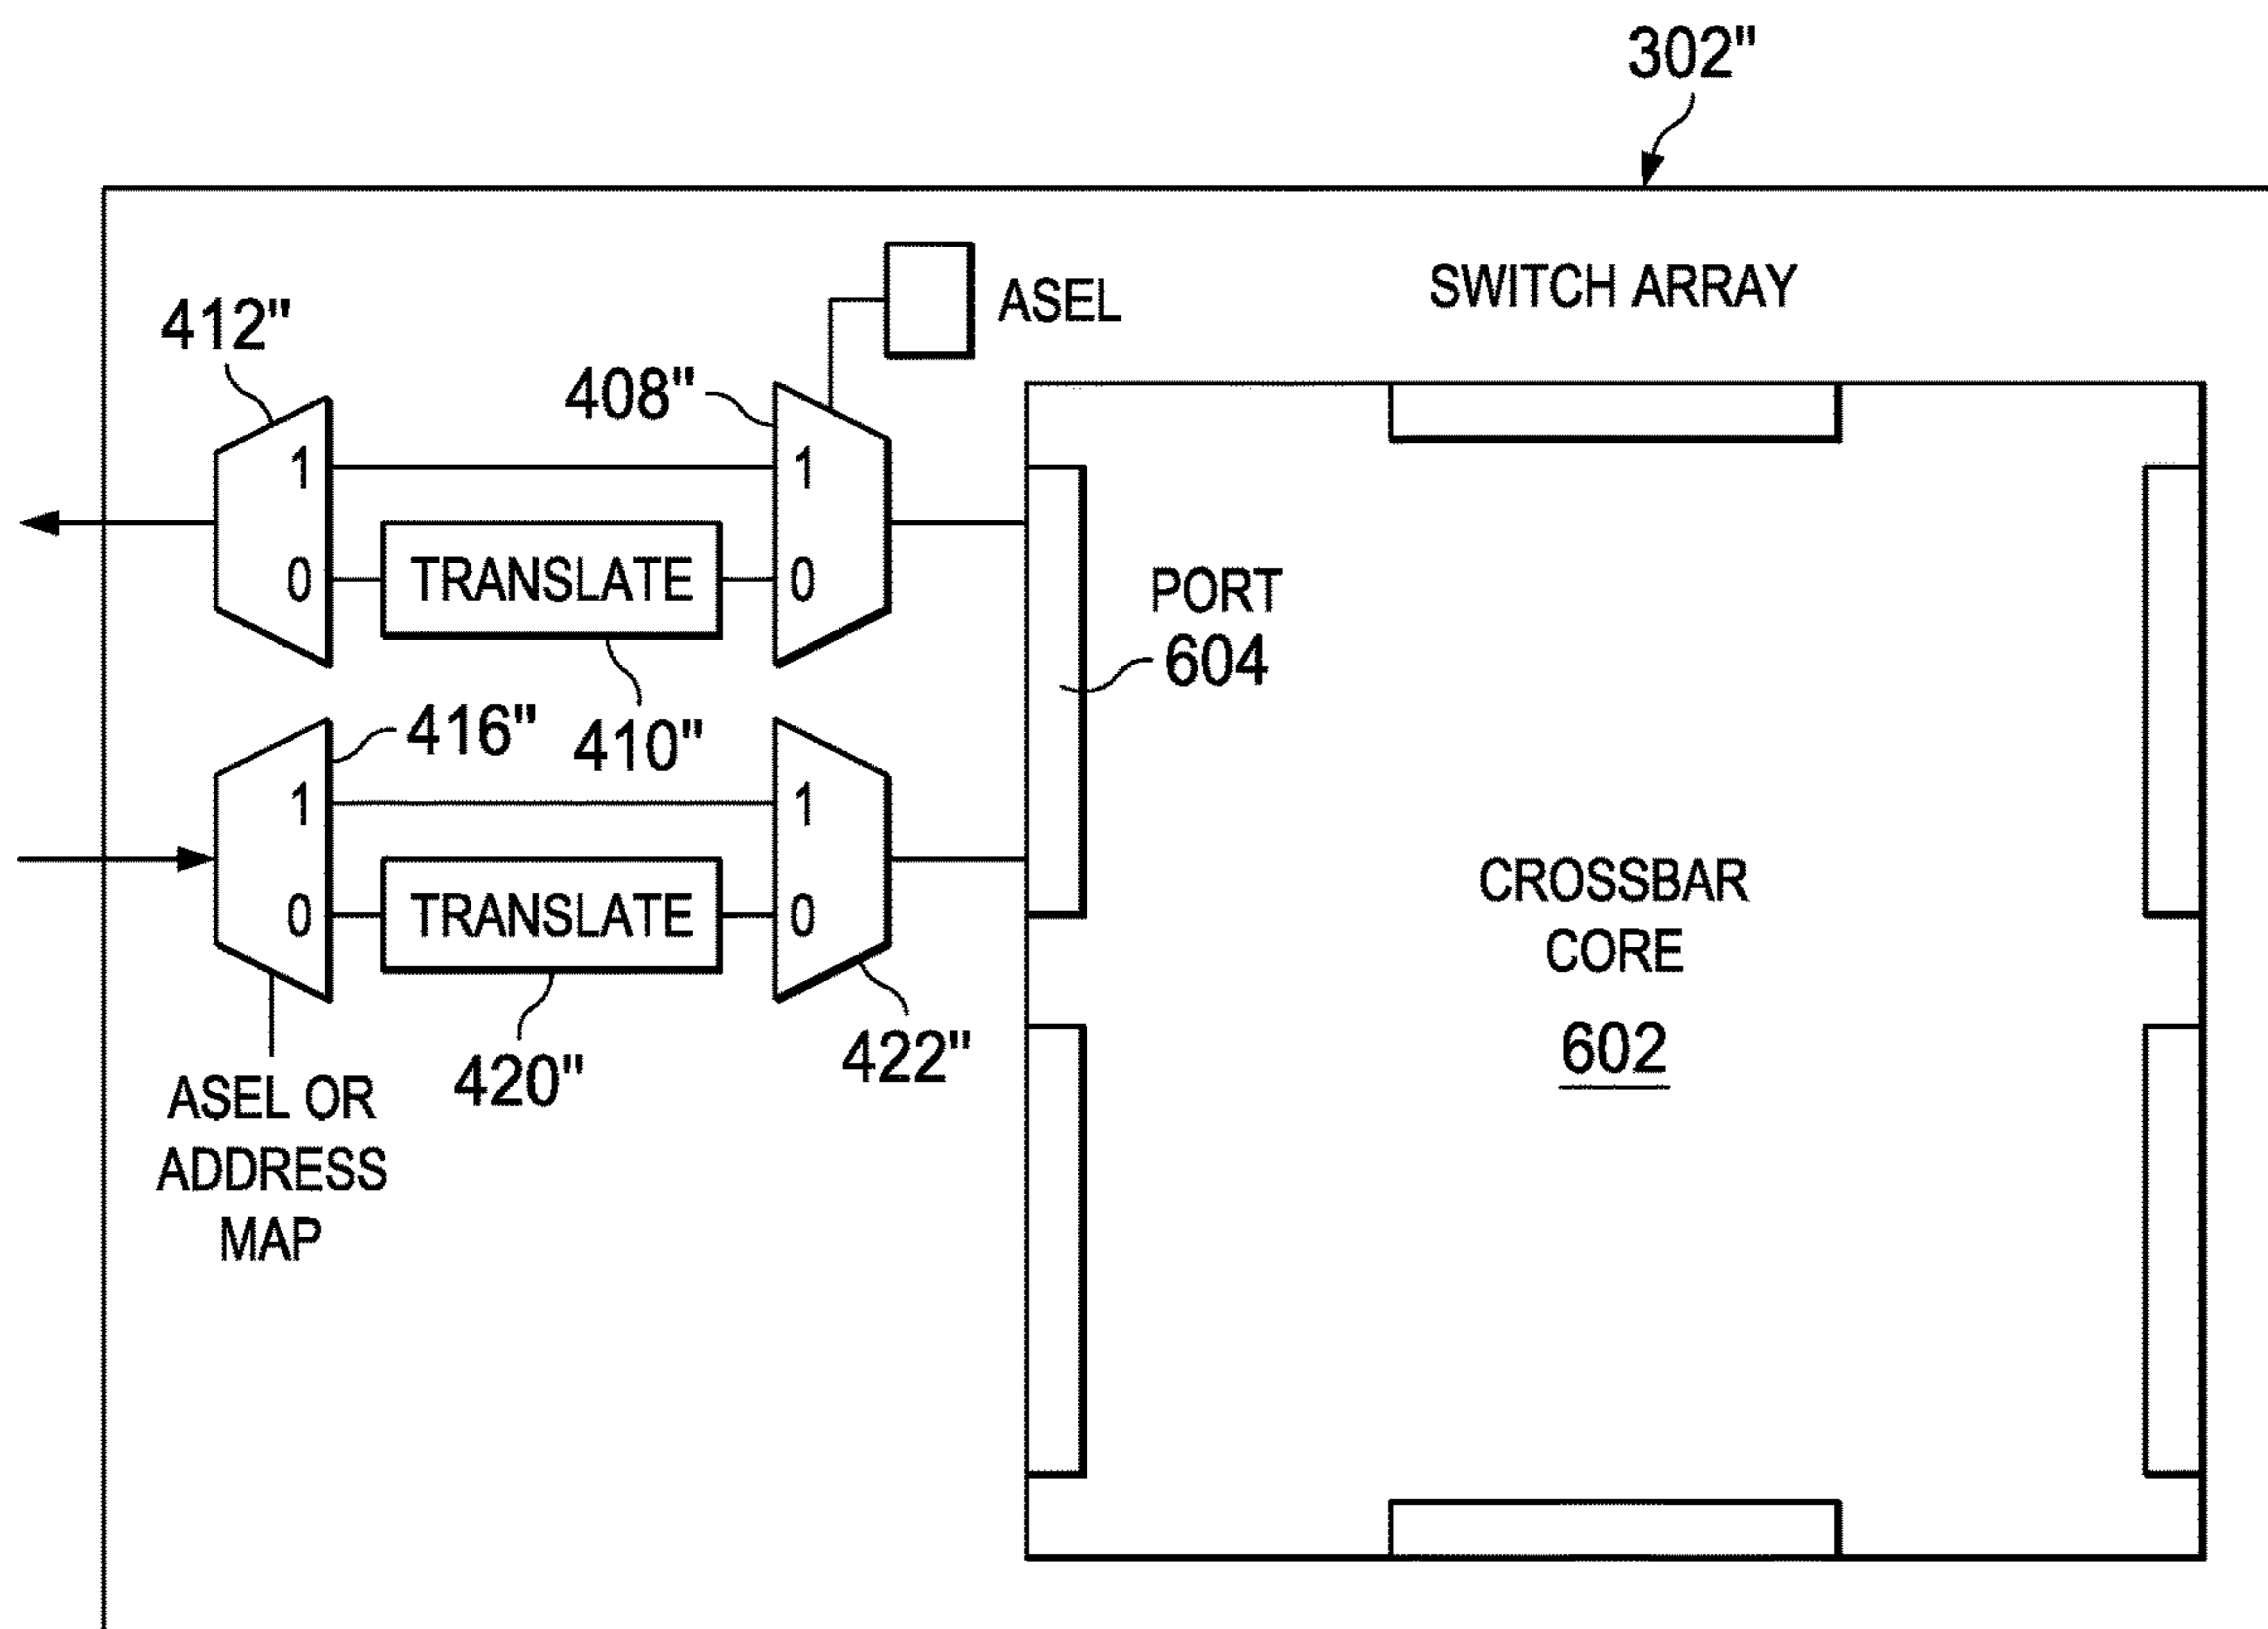 302"
SWITCH ARRAY
ASEL
412"
408"
1
1
0
TRANSLATE
0
410"
PORT
604
416"
1
1
0
TRANSLATE
0
420"
422"
ASEL OR
ADDRESS
MAP
CROSSBAR
CORE
602